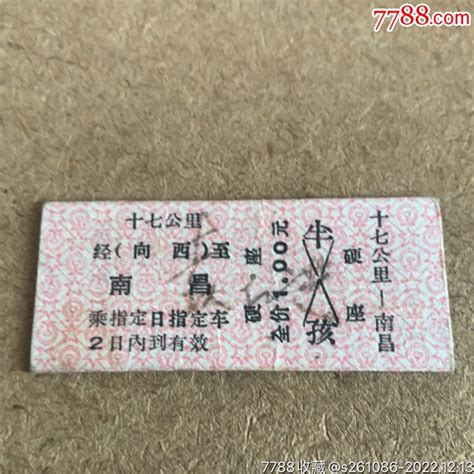 7788.com
十七公里
经(向西)至
南昌
乘指定日指定车
2日内到有效
硬座
全价1.00元
半
孩
硬座
十七公里—南昌
7788收藏@s261086-2022.12.13